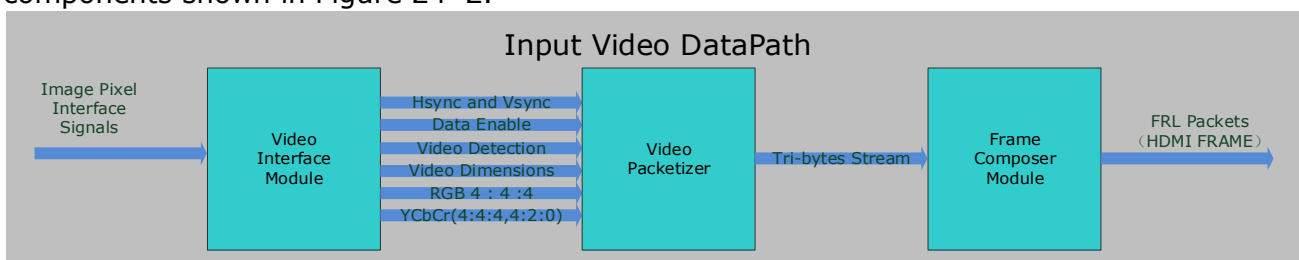 components shown in Figure 24-2.
Input Video DataPath
Image Pixel
Interface
Signals
Video
Interface
Module
Hsync and Vsync
Data Enable
Video Detection
Video Dimensions
RGB 4 : 4 :4
YCbCr(4:4:4,4:2:0)
Video
Packetizer
Tri-bytes Stream
Frame
Composer
Module
FRL Packets
(HDMI FRAME)